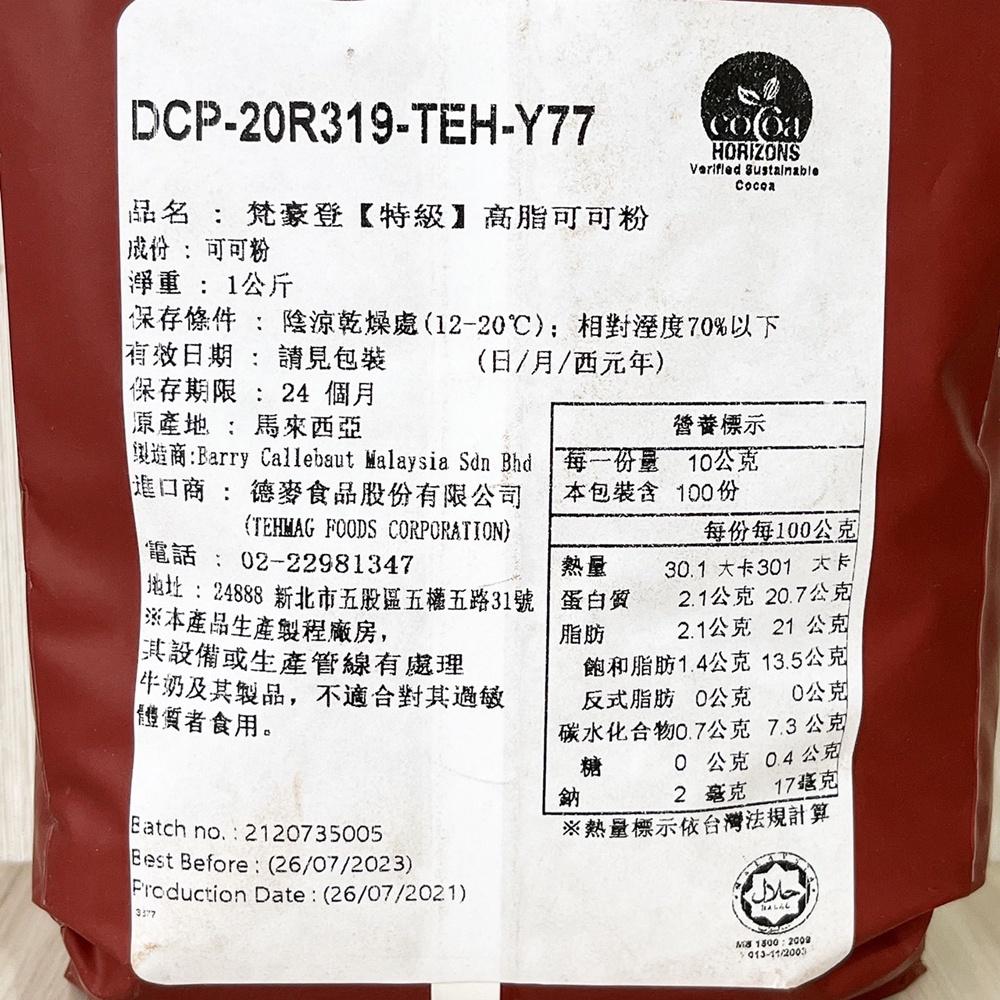 DCP-20R319-TEH-Y77
cocoa
HORIZONS
Verified Sustainable
Cocoa
品名 : 梵豪登【特級】高脂可可粉
成份 : 可可粉
淨重 : 1公斤
保存條件 : 陰涼乾燥處(12-20℃); 相對溼度70%以下
有效日期 : 請見包裝 (日/月/西元年)
保存期限 : 24 個月
原產地 : 馬來西亞
製造商:Barry Callebaut Malaysia Sdn Bhd
進口商 : 德麥食品股份有限公司
(TEHMAG FOODS CORPORATION)
電話 : 02-22981347
地址 : 24888 新北市五股區五權五路31號
※本產品生產製程廠房,
其設備或生產管線有處理
牛奶及其製品, 不適合對其過敏
體質者食用。
營養標示
每一份量 10公克
本包裝含 100份
每份每100公克
熱量 30.1 大卡301 大卡
蛋白質 2.1公克 20.7公克
脂肪 2.1公克 21 公克
飽和脂肪1.4公克 13.5公克
反式脂肪 0公克 0公克
碳水化合物0.7公克 7.3 公克
糖 0 公克 0.4 公克
鈉 2 毫克 17毫克
※熱量標示依台灣法規計算
Batch no. : 2120735005
Best Before : (26/07/2023)
Production Date : (26/07/2021)
3377
MALAYSIA
حلال
HALAL
MS 1500 : 2009
013-11/2003